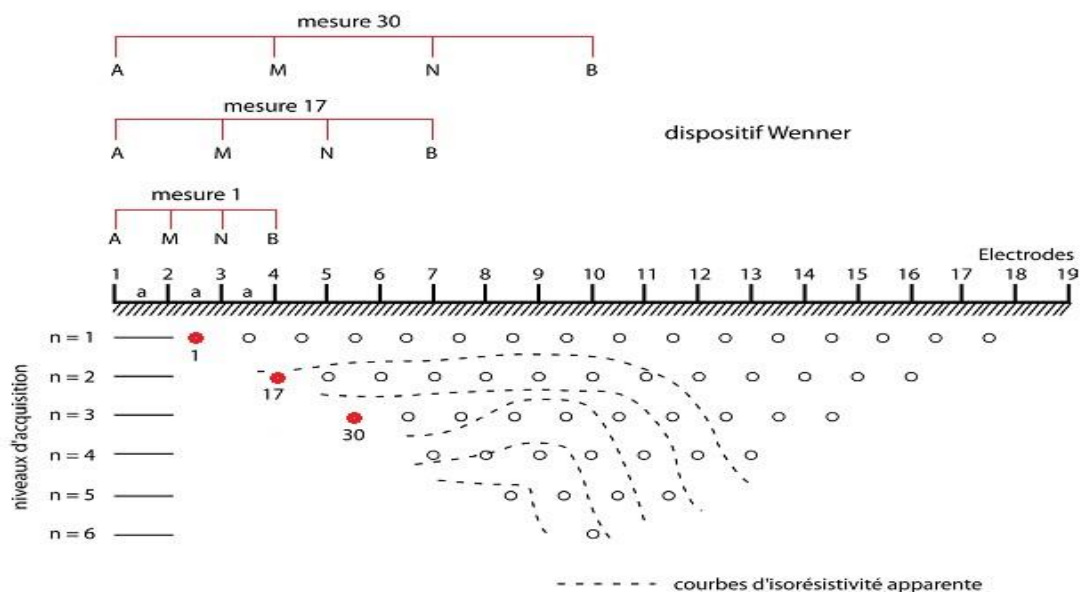 mesure 30
A M N B
mesure 17
A M N B
dispositif Wenner
mesure 1
A M N B
Electrodes
1 2 3 4 5 6 7 8 9 10 11 12 13 14 15 16 17 18 19
a a a
niveaux d'acquisition
n = 1
1
n = 2
17
n = 3
30
n = 4
n = 5
n = 6
courbes d'isorésistivité apparente